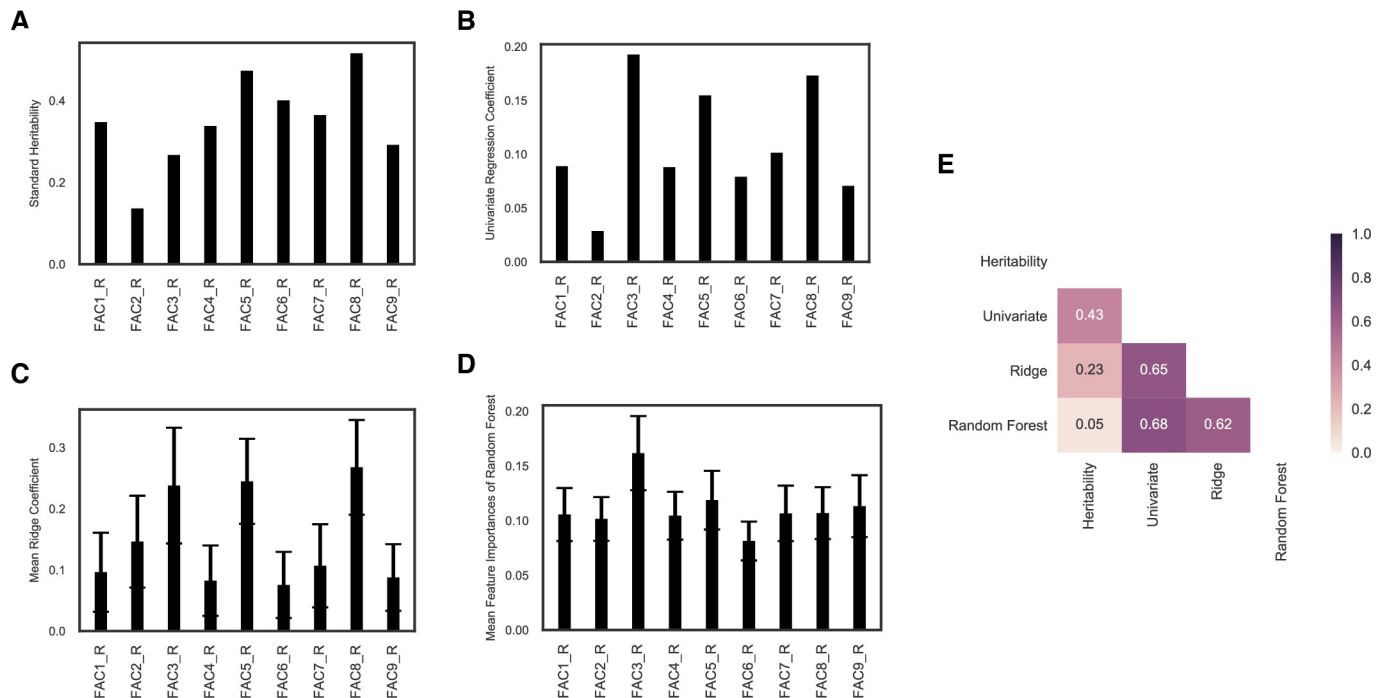 A
Standard Heritability
0.4
0.2
0.0
FAC1_R
FAC2_R
FAC3_R
FAC4_R
FAC5_R
FAC6_R
FAC7_R
FAC8_R
FAC9_R
B
Univariate Regression Coefficient
0.20
0.15
0.10
0.05
0.00
FAC1_R
FAC2_R
FAC3_R
FAC4_R
FAC5_R
FAC6_R
FAC7_R
FAC8_R
FAC9_R
C
Mean Ridge Coefficient
0.3
0.2
0.1
0.0
FAC1_R
FAC2_R
FAC3_R
FAC4_R
FAC5_R
FAC6_R
FAC7_R
FAC8_R
FAC9_R
D
Mean Feature Importances of Random Forest
0.20
0.15
0.10
0.05
0.00
FAC1_R
FAC2_R
FAC3_R
FAC4_R
FAC5_R
FAC6_R
FAC7_R
FAC8_R
FAC9_R
E
Heritability
Univariate 0.43
Ridge 0.23 0.65
Random Forest 0.05 0.68 0.62
Heritability
Univariate
Ridge
Random Forest
1.0
0.8
0.6
0.4
0.2
0.0